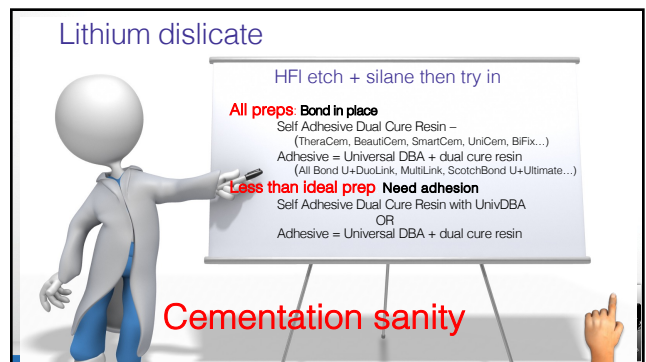 Lithium dislicate
HFl etch + silane then try in
All preps: Bond in place
Self Adhesive Dual Cure Resin –
(TheraCem, BeautiCem, SmartCem, UniCem, BiFix...)
Adhesive = Universal DBA + dual cure resin
(All Bond U+DuoLink, MultiLink, ScotchBond U+Ultimate...)
Less than ideal prep Need adhesion
Self Adhesive Dual Cure Resin with UnivDBA
OR
Adhesive = Universal DBA + dual cure resin
Cementation sanity